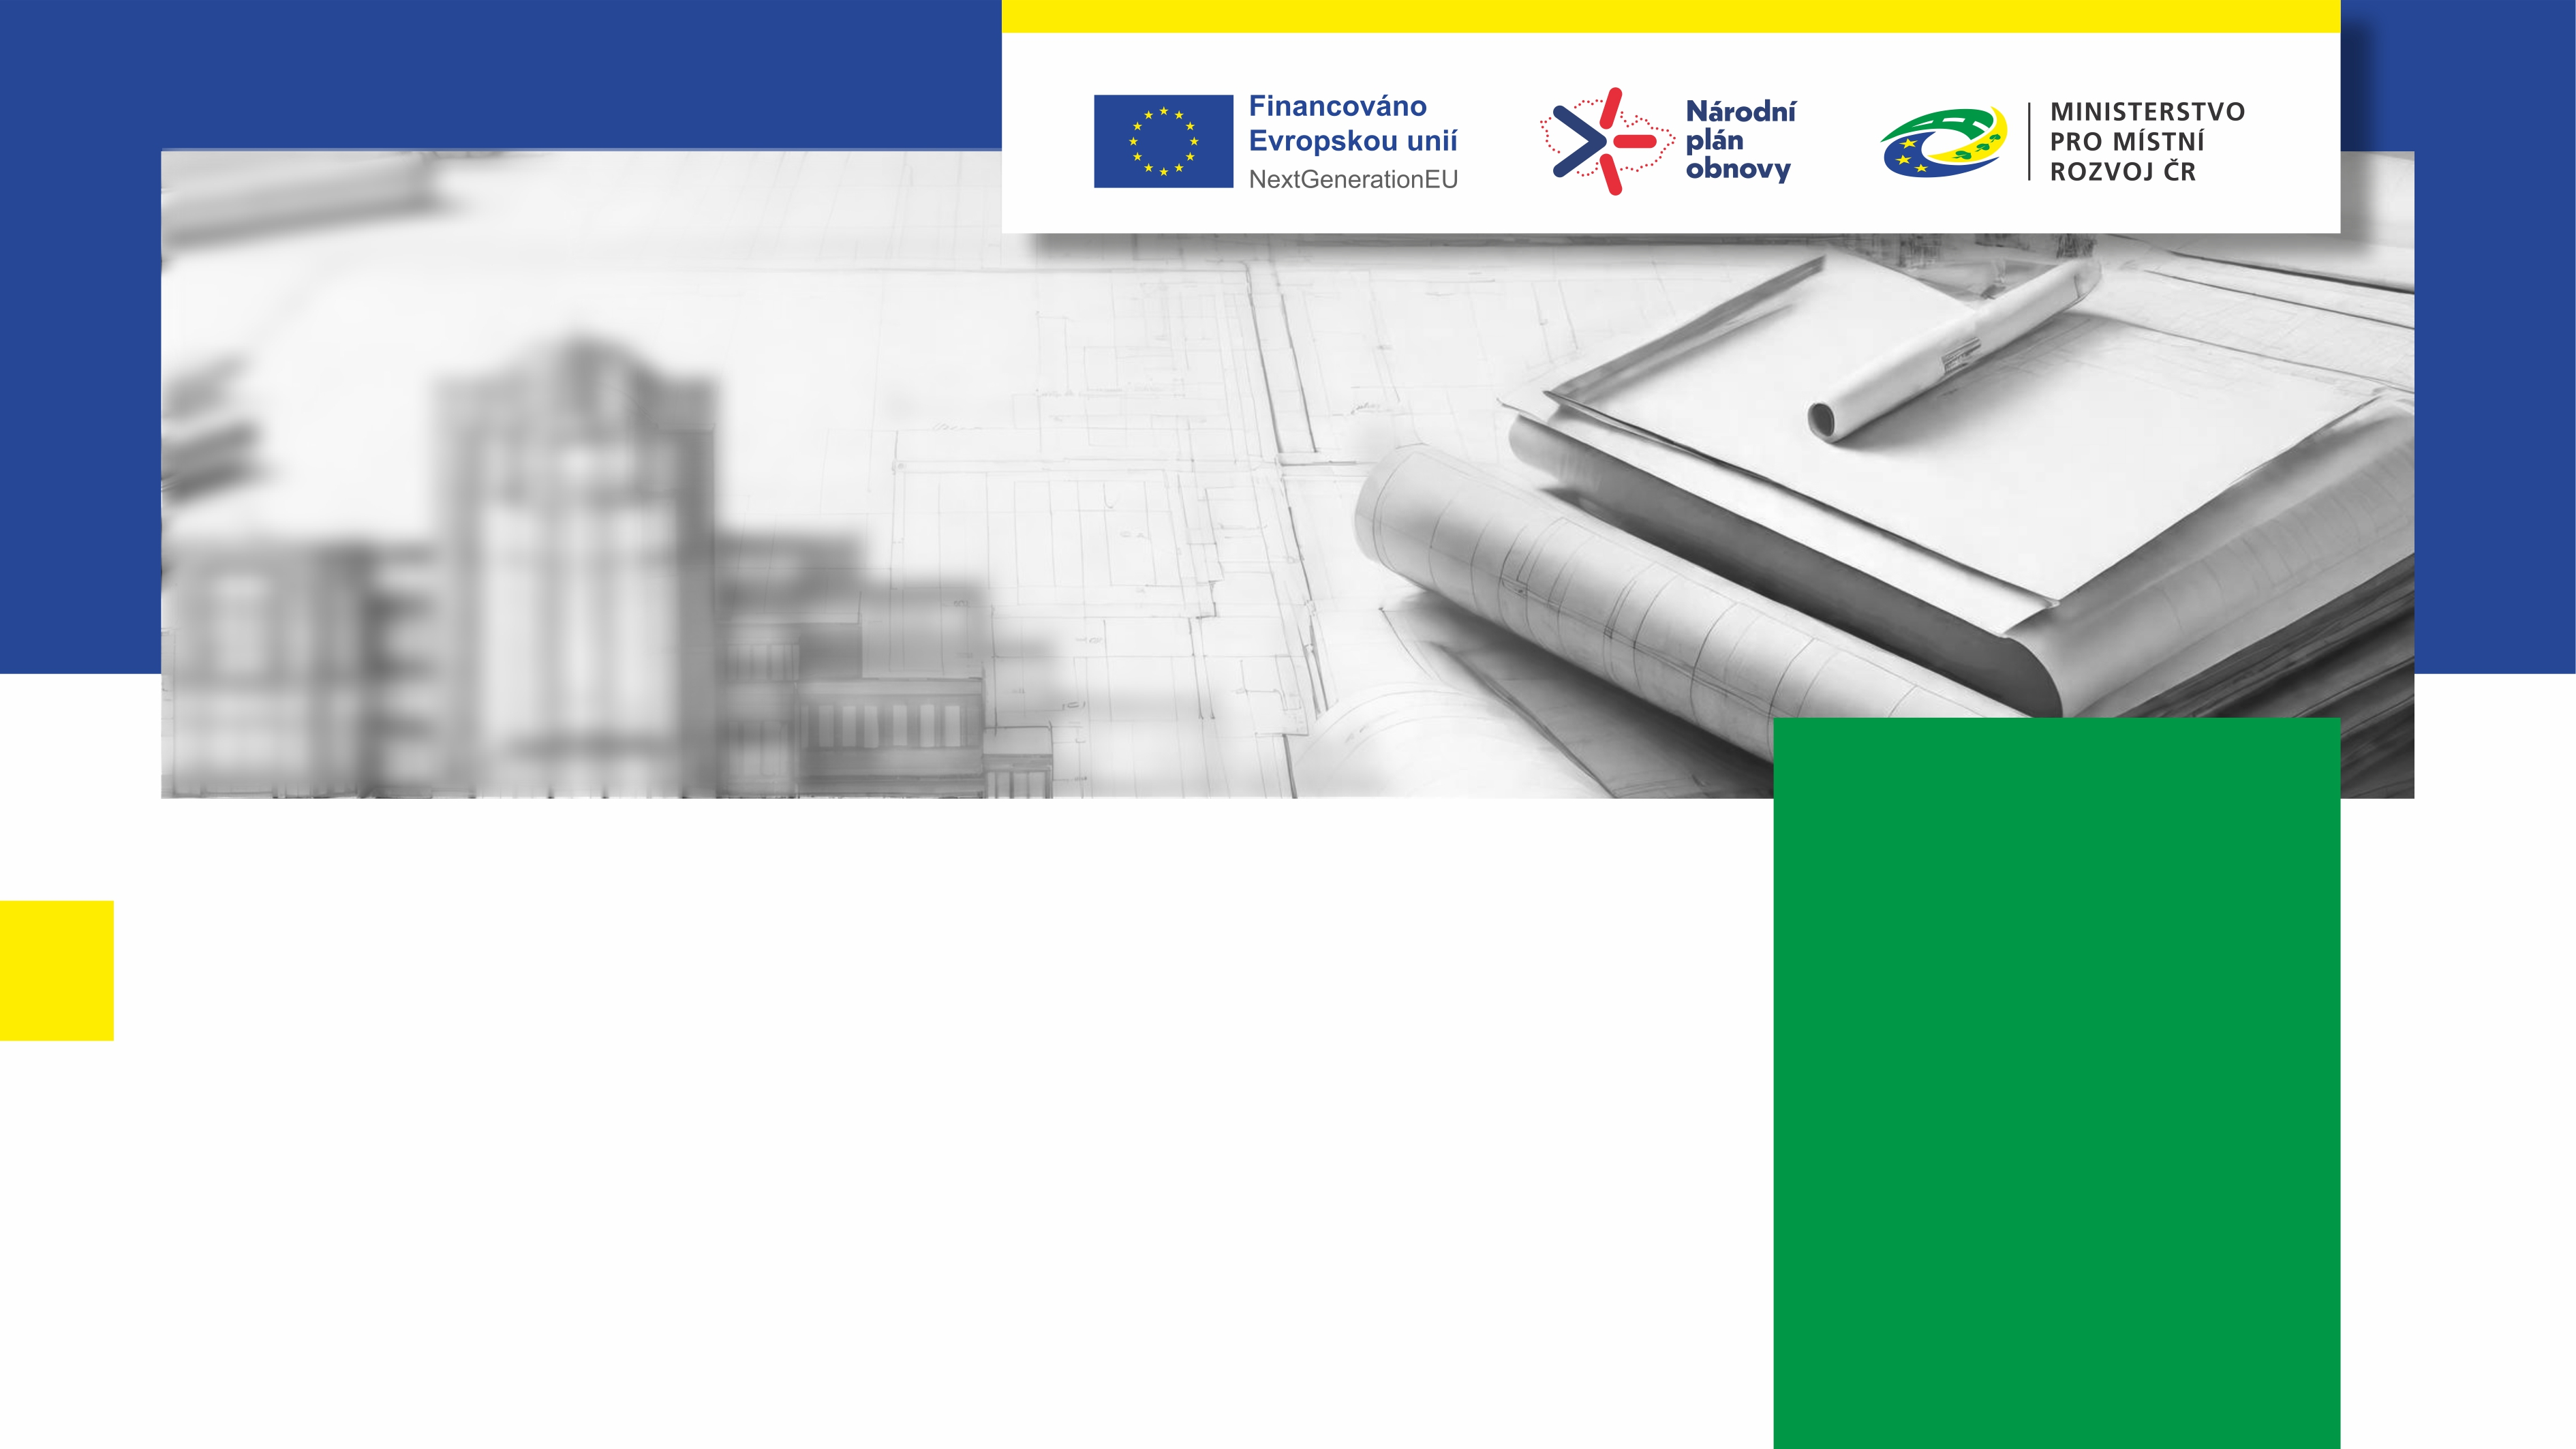 Financováno
Evropskou unií
NextGenerationEU
Národní
plán
obnovy
MINISTERSTVO
PRO MÍSTNÍ
ROZVOJ ČR